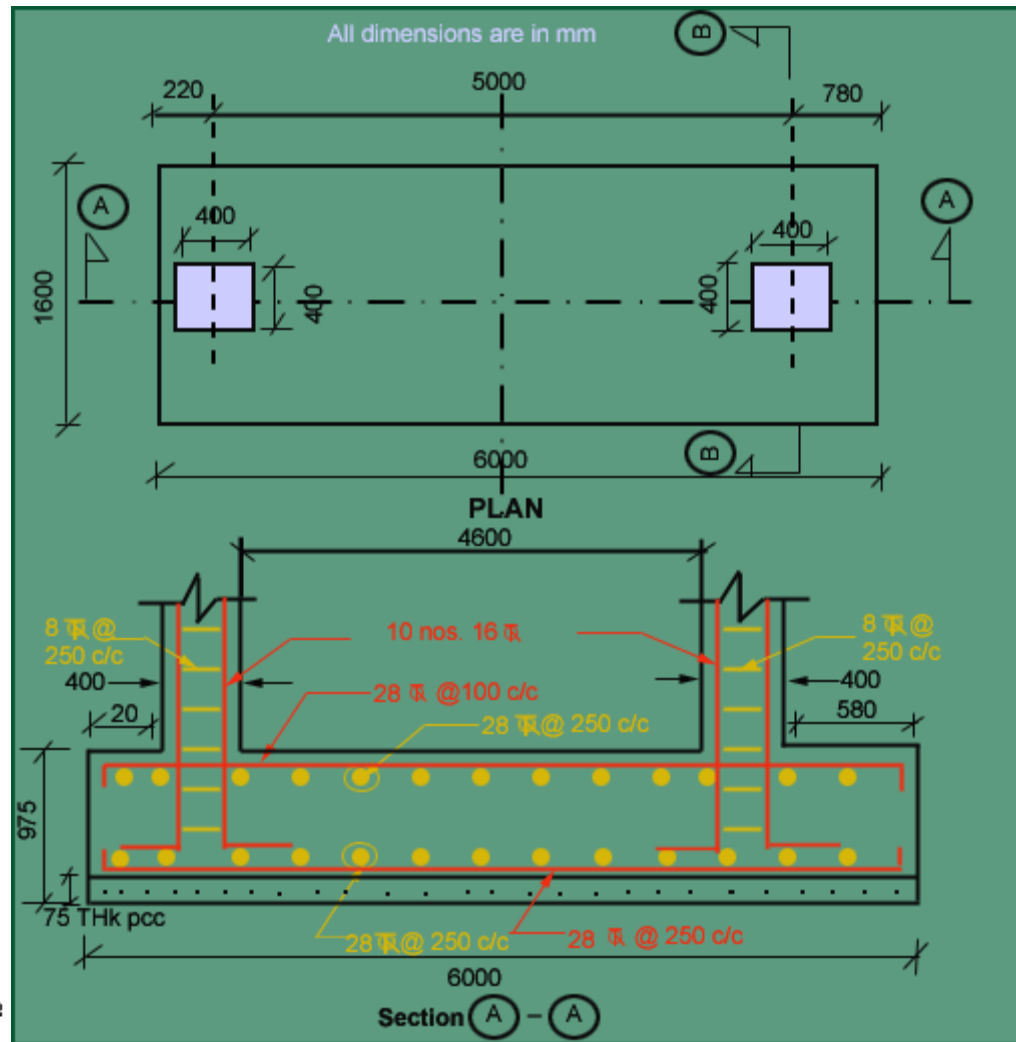 All dimensions are in mm
B
220
5000
780
A
A
400
400
1600
400
400
B
6000
PLAN
4600
8 @
250 c/c
10 nos. 16
8 @
250 c/c
400
28 @100 c/c
400
20
28 @ 250 c/c
580
975
75 THk pcc
28 @ 250 c/c
28 @ 250 c/c
6000
Section A – A